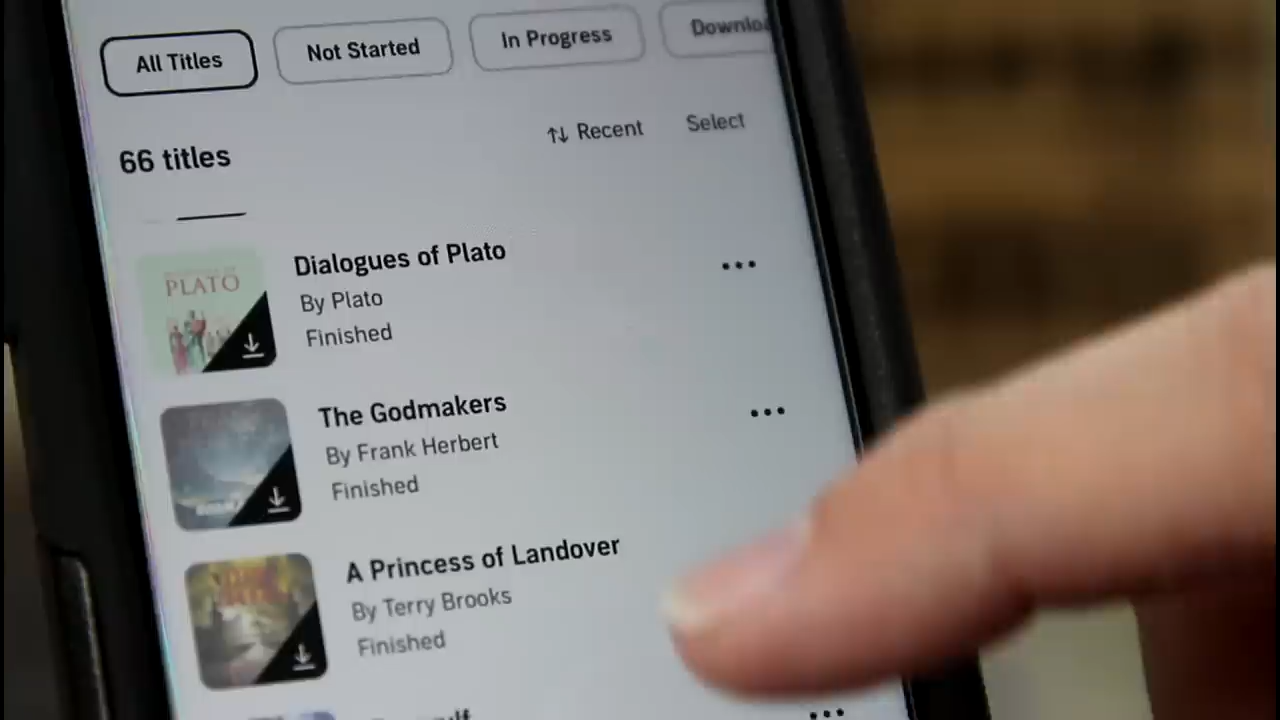 All Titles
Not Started
In Progress
Downloa
66 titles
↑↓ Recent
Select
PLATO
Dialogues of Plato
By Plato
Finished
The Godmakers
By Frank Herbert
Finished
A Princess of Landover
By Terry Brooks
Finished